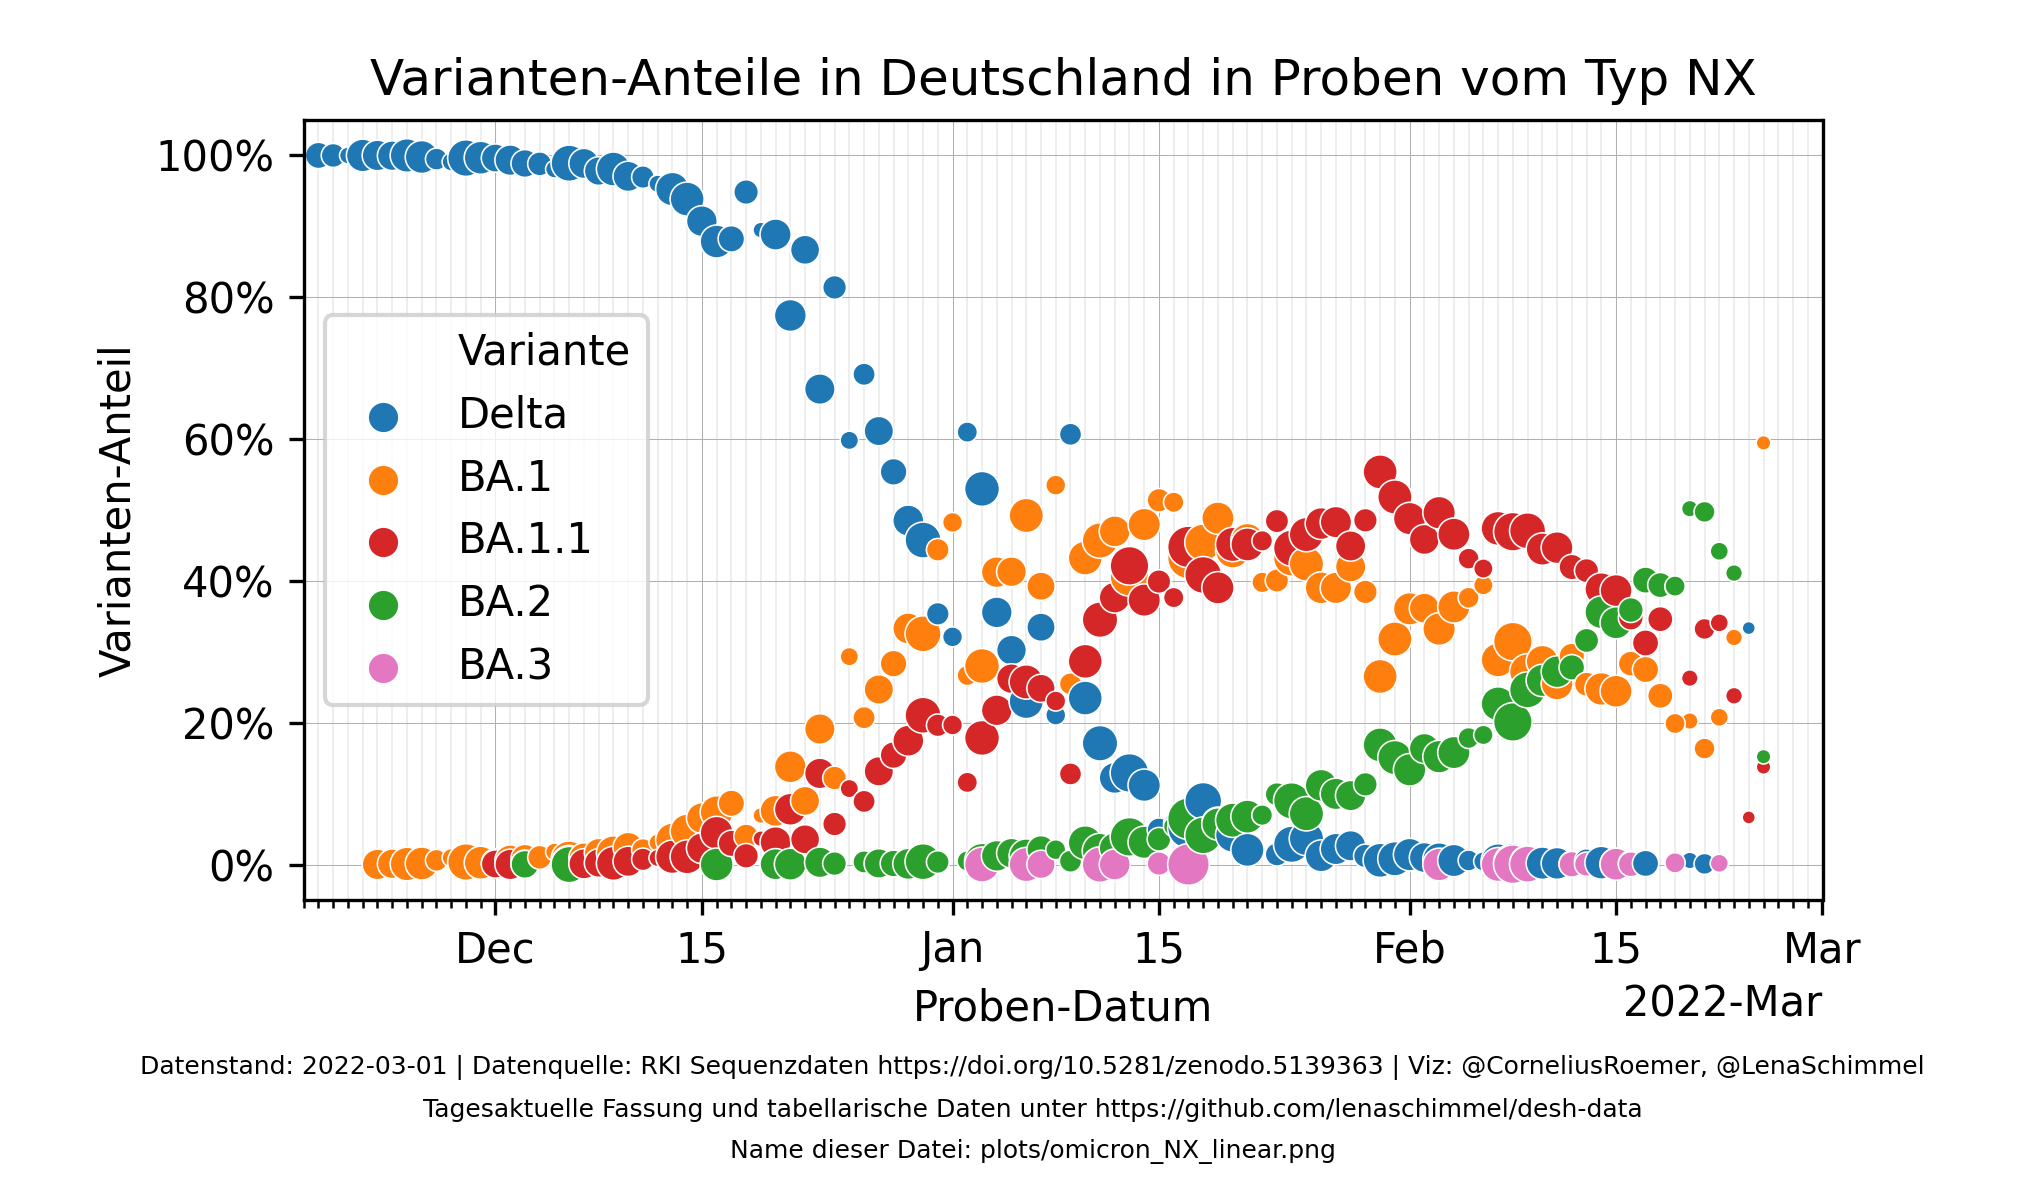 Varianten-Anteile in Deutschland in Proben vom Typ NX
Varianten-Anteil
100%
80%
60%
40%
20%
0%
Variante
Delta
BA.1
BA.1.1
BA.2
BA.3
Dec 15 Jan 15 Feb 15 Mar
2022-Mar
Proben-Datum
Datenstand: 2022-03-01 | Datenquelle: RKI Sequenzdaten https://doi.org/10.5281/zenodo.5139363 | Viz: @CorneliusRoemer, @LenaSchimmel
Tagesaktuelle Fassung und tabellarische Daten unter https://github.com/lenaschimmel/desh-data
Name dieser Datei: plots/omicron_NX_linear.png